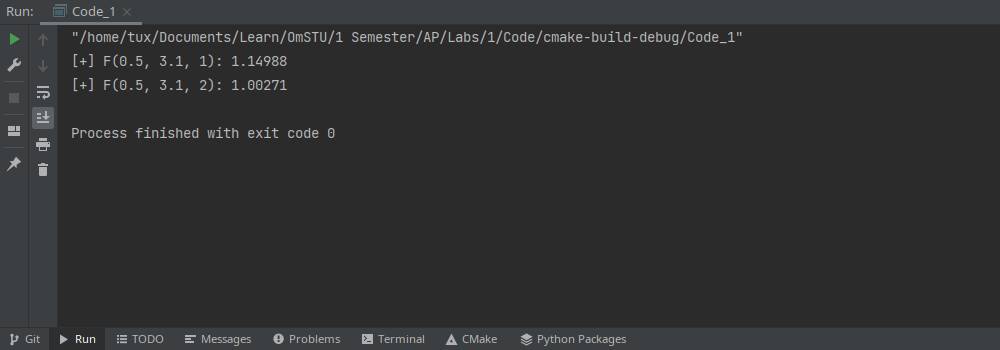 Run: Code_1
"/home/tux/Documents/Learn/OmSTU/1 Semester/AP/Labs/1/Code/cmake-build-debug/Code_1"
[+] F(0.5, 3.1, 1): 1.14988
[+] F(0.5, 3.1, 2): 1.00271
Process finished with exit code 0
Git Run TODO Messages Problems Terminal CMake Python Packages